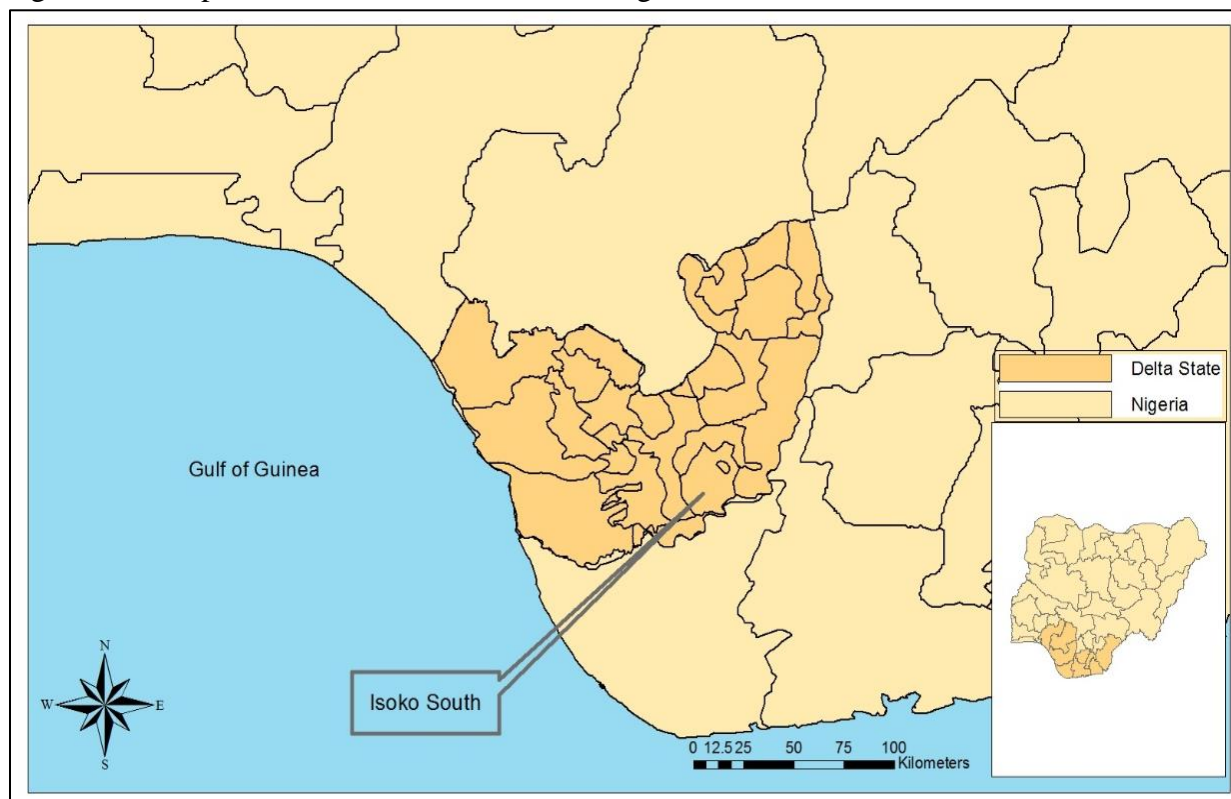 Delta State
Nigeria
Gulf of Guinea
Isoko South
N
W E
S
0 12.5 25 50 75 100
Kilometers